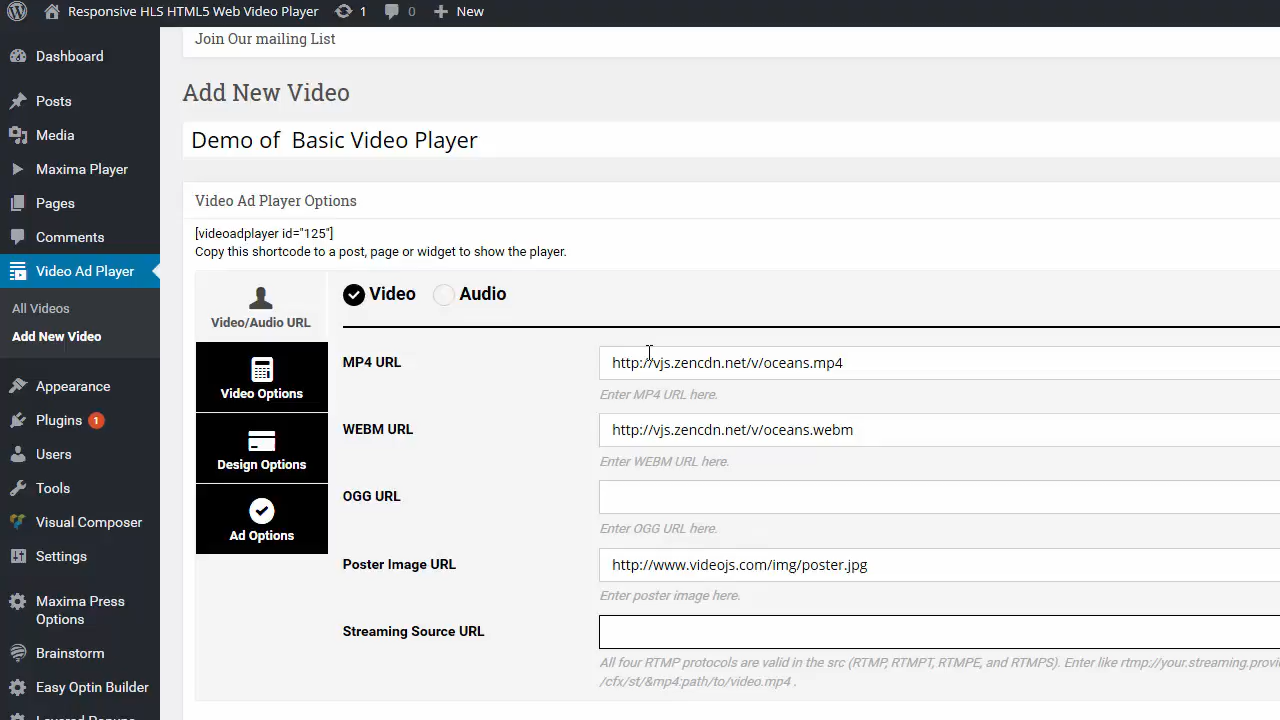 Responsive HLS HTML5 Web Video Player 1 0 New
Dashboard
Posts
Media
Maxima Player
Pages
Comments
Video Ad Player
All Videos
Add New Video
Appearance
Plugins 1
Users
Tools
Visual Composer
Settings
Maxima Press
Options
Brainstorm
Easy Optin Builder
Layered Popups
Join Our mailing List
Add New Video
Demo of  Basic Video Player
Video Ad Player Options
[videoadplayer id="125"]
Copy this shortcode to a post, page or widget to show the player.
Video/Audio URL
Video Options
Design Options
Ad Options
Video Audio
MP4 URL http://vjs.zencdn.net/v/oceans.mp4
Enter MP4 URL here.
WEBM URL http://vjs.zencdn.net/v/oceans.webm
Enter WEBM URL here.
OGG URL
Enter OGG URL here.
Poster Image URL http://www.videojs.com/img/poster.jpg
Enter poster image here.
Streaming Source URL
All four RTMP protocols are valid in the src (RTMP, RTMPT, RTMPE, and RTMPS). Enter like rtmp://your.streaming.provi
/cfx/st/&mp4:path/to/video.mp4 .